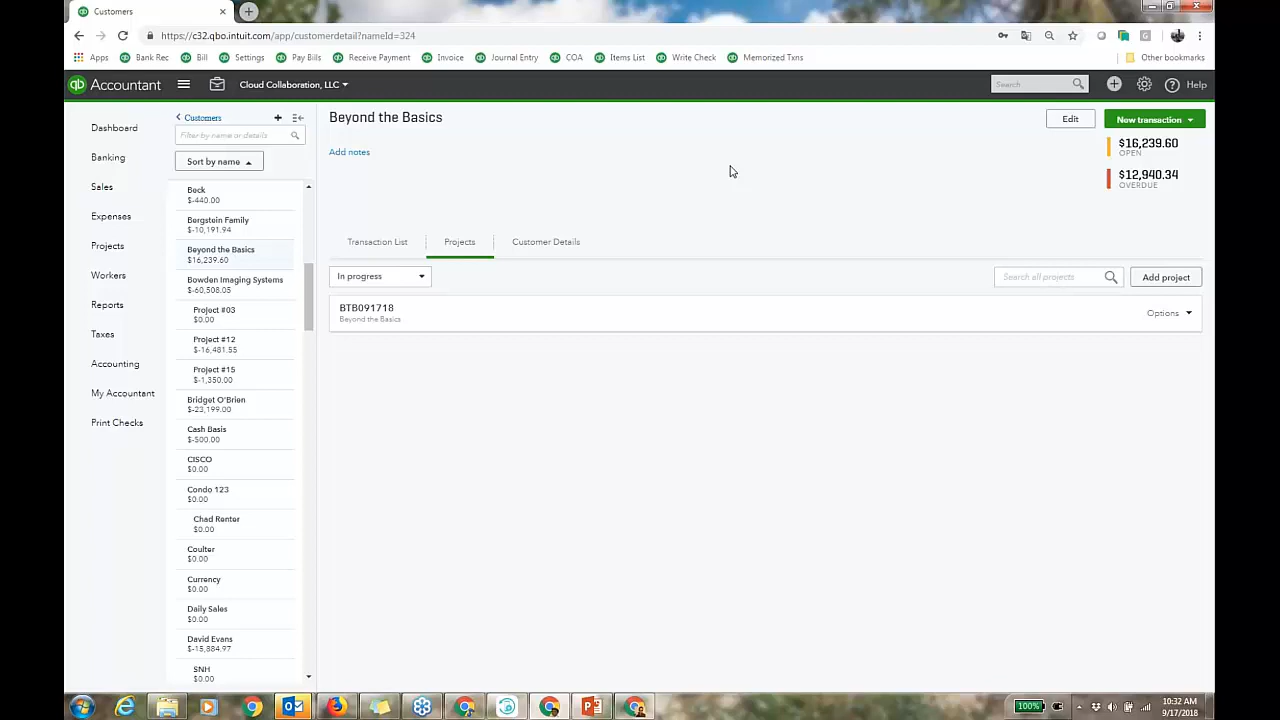 Customers
https://c32.qbo.intuit.com/app/customerdetail?nameId=324
Apps
Bank Rec
Bill
Settings
Pay Bills
Receive Payment
Invoice
Journal Entry
COA
Items List
Write Check
Memorized Txns
Other bookmarks
qb Accountant
Cloud Collaboration, LLC
Search
Help
Dashboard
Banking
Sales
Expenses
Projects
Workers
Reports
Taxes
Accounting
My Accountant
Print Checks
Customers
Filter by name or details
Sort by name
Beck
$-440.00
Bergstein Family
$-10,191.94
Beyond the Basics
$16,239.60
Bowden Imaging Systems
$-60,508.05
Project #03
$0.00
Project #12
$-16,481.55
Project #15
$-1,350.00
Bridget O'Brien
$-23,199.00
Cash Basis
$-500.00
CISCO
$0.00
Condo 123
$0.00
Chad Renter
$0.00
Coulter
$0.00
Currency
$0.00
Daily Sales
$0.00
David Evans
$-15,884.97
SNH
$0.00
Beyond the Basics
Edit
New transaction
Add notes
$16,239.60
OPEN
$12,940.34
OVERDUE
Transaction List
Projects
Customer Details
In progress
Search all projects
Add project
BTB091718
Beyond the Basics
Options
100%
10:32 AM
9/17/2018